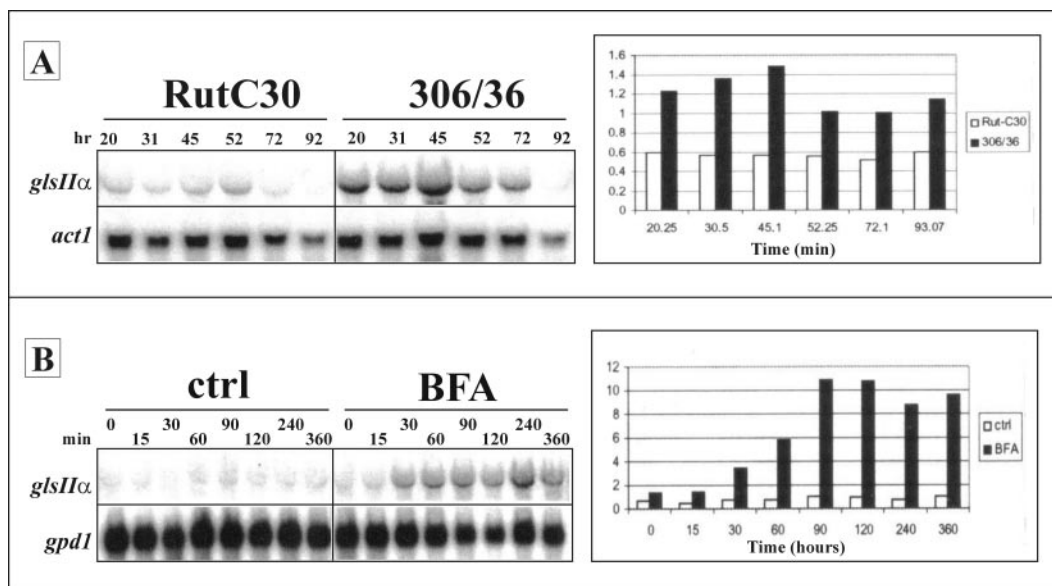 A
RutC30 306/36
hr 20 31 45 52 72 92 20 31 45 52 72 92
glsIIα
act1
1.6
1.4
1.2
1
0.8
0.6
0.4
0.2
0
20.25 30.5 45.1 52.25 72.1 93.07
Time (min)
Rut-C30
306/36
B
ctrl BFA
0 30 90 240 0 30 90 240
min 15 60 120 360 15 60 120 360
glsIIα
gpd1
12
10
8
6
4
2
0
0 15 30 60 90 120 240 360
Time (hours)
ctrl
BFA